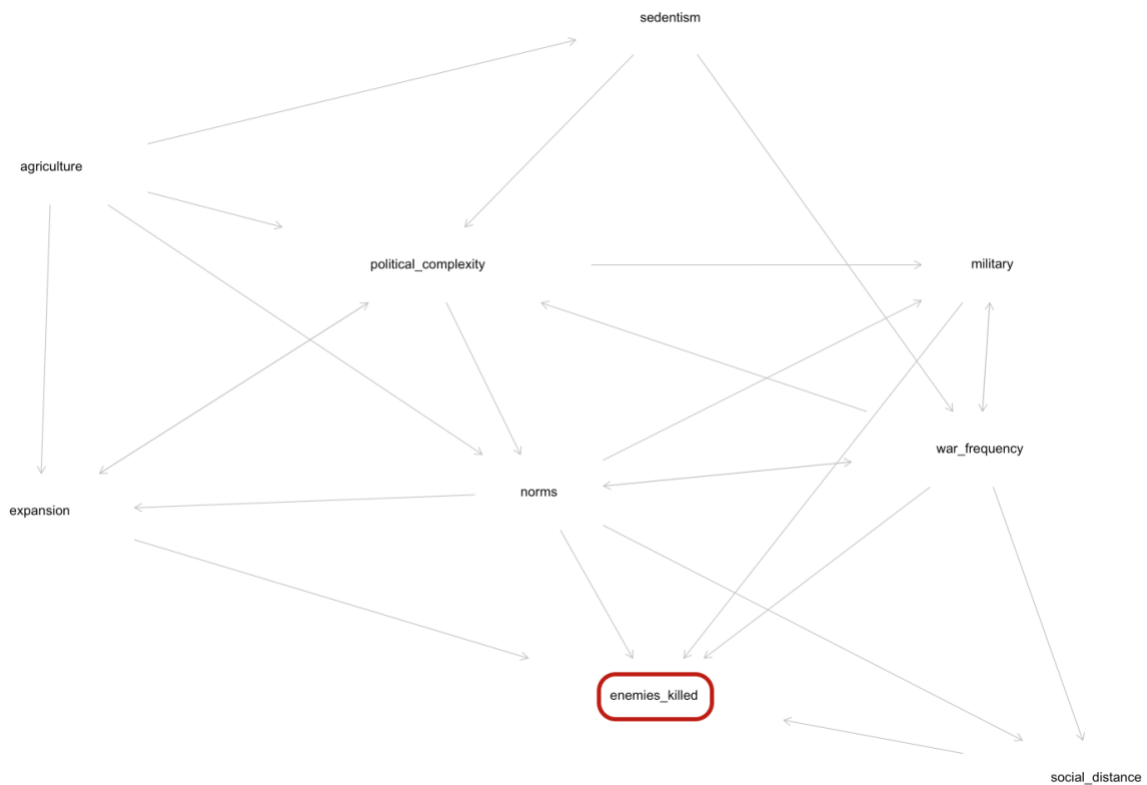 sedentism
agriculture
political_complexity
military
war_frequency
norms
expansion
enemies_killed
social_distance